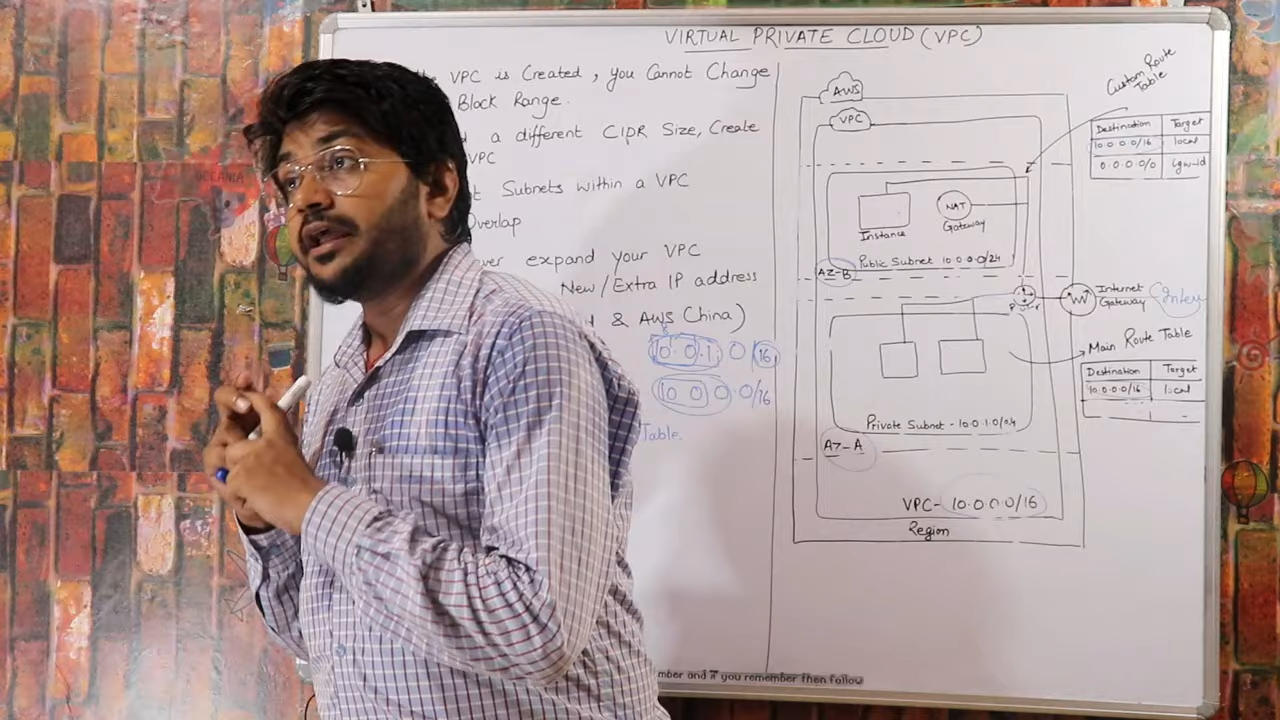 VIRTUAL PRIVATE CLOUD (VPC)
VPC is Created, you Cannot Change
Block Range.
a different CIDR Size, Create
VPC
Subnets within a VPC
Overlap
expand your VPC
New/Extra IP address
& AWS China)
10.0.1.0/16
10.0.0.0/16
Table.
AWS
VPC
Instance
NAT
Gateway
Public Subnet 10.0.0.0/24
AZ-B
Internet
Gateway
Private Subnet - 10.0.1.0/24
AZ-A
VPC- 10.0.0.0/16
Region
Custom Route
Table
Destination Target
10.0.0.0/16 local
0.0.0.0/0 igw-id
Main Route Table
Destination Target
10.0.0.0/16 local
and you remember then follow
OCEANIA